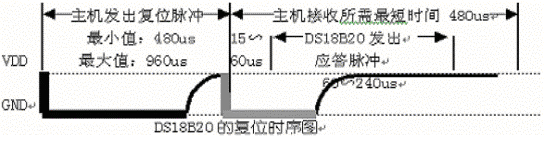 主机发出复位脉冲
主机接收所需最短时间 480us
最小值：480us
15∽
DS18B20 发出
VDD
最大值：960us
60us
应答脉冲
60∽240us
GND
DS18B20 的复位时序图